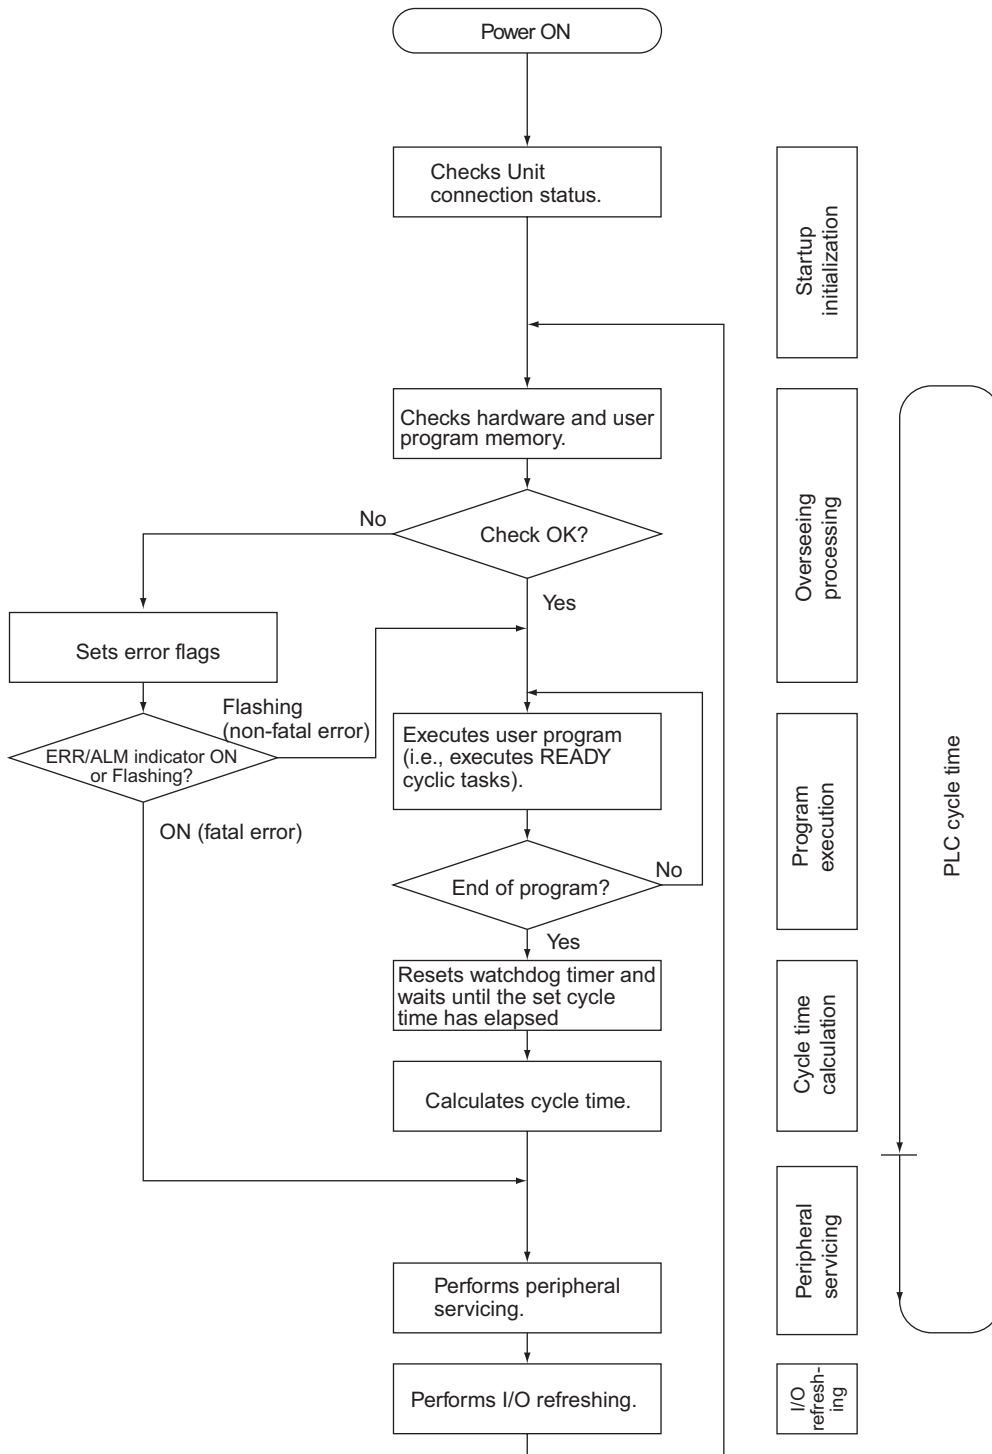 Power ON
Checks Unit
connection status.
Startup
initialization
Checks hardware and user
program memory.
No
Check OK?
Yes
Overseeing
processing
Sets error flags
Flashing
(non-fatal error)
ERR/ALM indicator ON
or Flashing?
ON (fatal error)
Executes user program
(i.e., executes READY
cyclic tasks).
End of program?
No
Yes
Program
execution
PLC cycle time
Resets watchdog timer and
waits until the set cycle
time has elapsed
Calculates cycle time.
Cycle time
calculation
Performs peripheral
servicing.
Peripheral
servicing
Performs I/O refreshing.
I/O
refresh-
ing